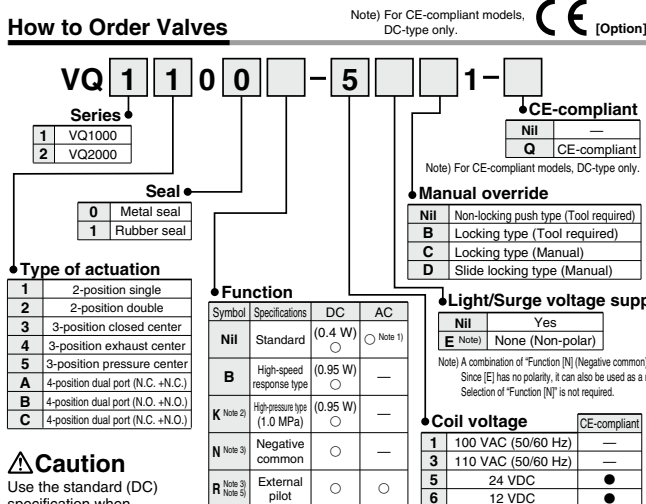 How to Order Valves
Note) For CE-compliant models,
DC-type only.
CE [Option]
VQ 1 1 0 0 – 5 1 –
Series
1 VQ1000
2 VQ2000
Seal
0 Metal seal
1 Rubber seal
Type of actuation
1 2-position single
2 2-position double
3 3-position closed center
4 3-position exhaust center
5 3-position pressure center
A 4-position dual port (N.C. +N.C.)
B 4-position dual port (N.O. +N.O.)
C 4-position dual port (N.C. +N.O.)
Caution
Use the standard (DC)
specification when
Function
Symbol Specifications DC AC
Nil Standard (0.4 W) ○ ○ Note 1)
B High-speed response type (0.95 W) ○ —
K Note 2) High-pressure type (1.0 MPa) (0.95 W) ○ —
N Note 3) Negative common ○ —
R Note 3) Note 5) External pilot ○ ○
CE-compliant
Nil —
Q CE-compliant
Note) For CE-compliant models, DC-type only.
Manual override
Nil Non-locking push type (Tool required)
B Locking type (Tool required)
C Locking type (Manual)
D Slide locking type (Manual)
Light/Surge voltage supp
Nil Yes
E Note) None (Non-polar)
Note) A combination of "Function [N] (Negative common)
Since [E] has no polarity, it can also be used as a
Selection of "Function [N]" is not required.
Coil voltage CE-compliant
1 100 VAC (50/60 Hz) —
3 110 VAC (50/60 Hz) —
5 24 VDC ●
6 12 VDC ●